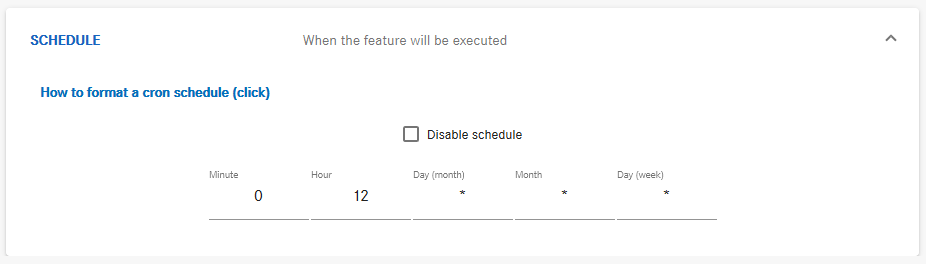 SCHEDULE When the feature will be executed
How to format a cron schedule (click)
Disable schedule
Minute Hour Day (month) Month Day (week)
0 12 * * *